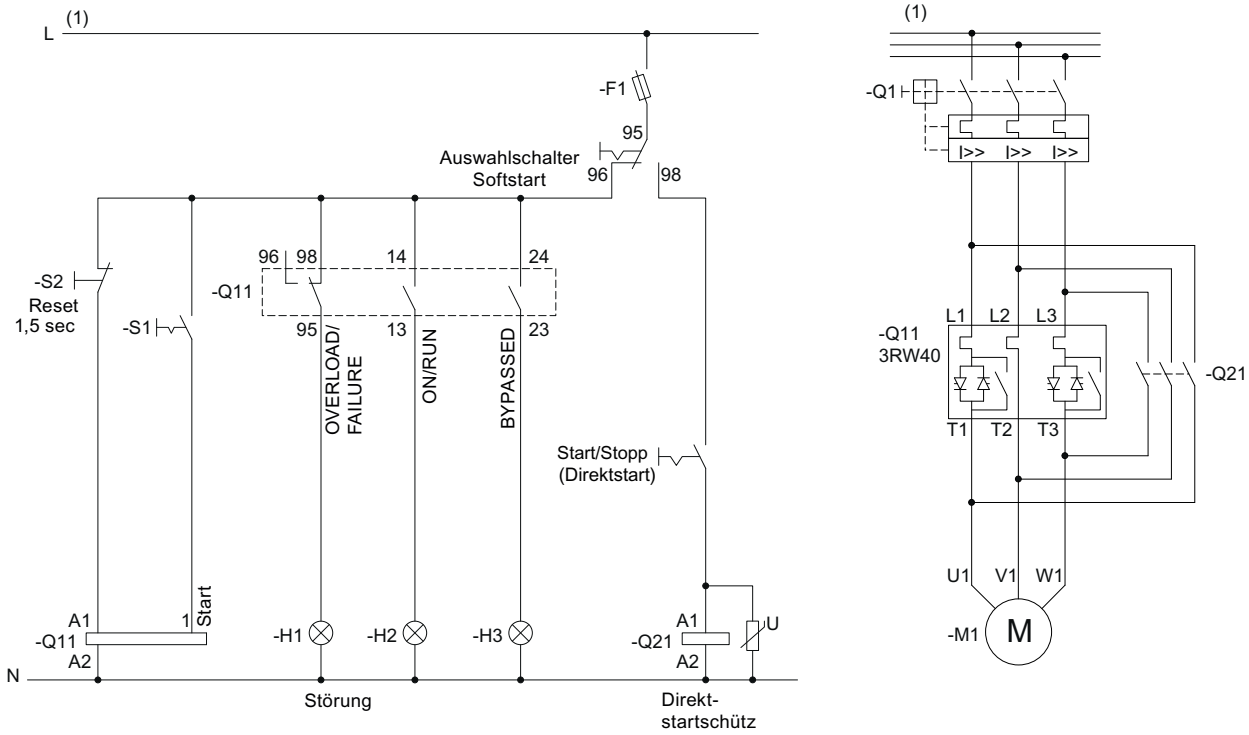 (1)
L
-F1
95
Auswahlschalter
Softstart
96
98
-S2
Reset
1,5 sec
-S1
96
98
14
24
-Q11
95
13
23
OVERLOAD/
FAILURE
ON/RUN
BYPASSED
Start/Stopp
(Direktstart)
Start
A1
1
-Q11
A2
-H1
-H2
-H3
A1
-Q21
A2
U
N
Störung
Direkt-
startschütz
(1)
-Q1
I>>
I>>
I>>
L1
L2
L3
-Q11
3RW40
-Q21
T1
T2
T3
U1
V1
W1
-M1
M